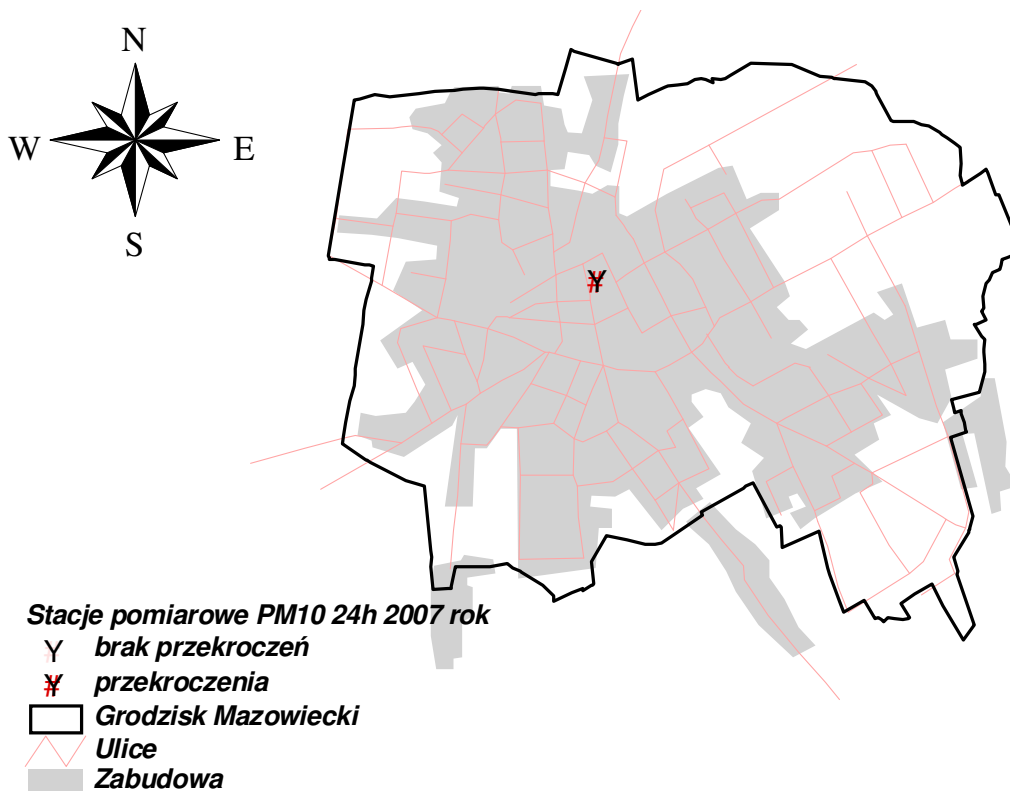 N
W E
S
Stacje pomiarowe PM10 24h 2007 rok
Y brak przekroczeń
#Y przekroczenia
Grodzisk Mazowiecki
Ulice
Zabudowa
#Y